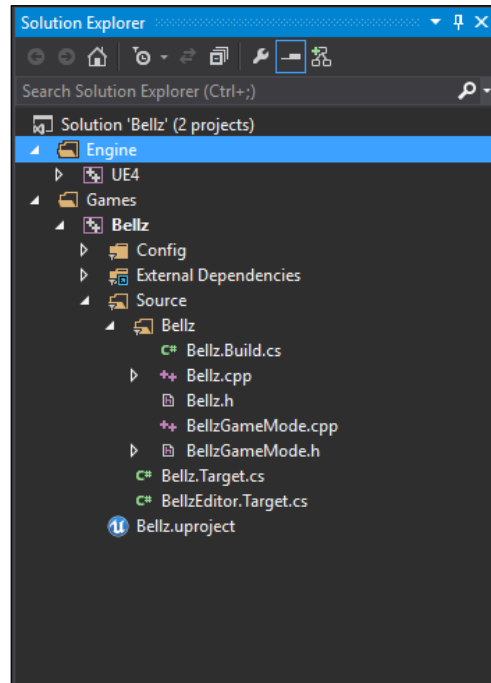 Solution Explorer
Search Solution Explorer (Ctrl+;)
Solution 'Bellz' (2 projects)
Engine
UE4
Games
Bellz
Config
External Dependencies
Source
Bellz
C# Bellz.Build.cs
++ Bellz.cpp
Bellz.h
++ BellzGameMode.cpp
BellzGameMode.h
C# Bellz.Target.cs
C# BellzEditor.Target.cs
Bellz.uproject